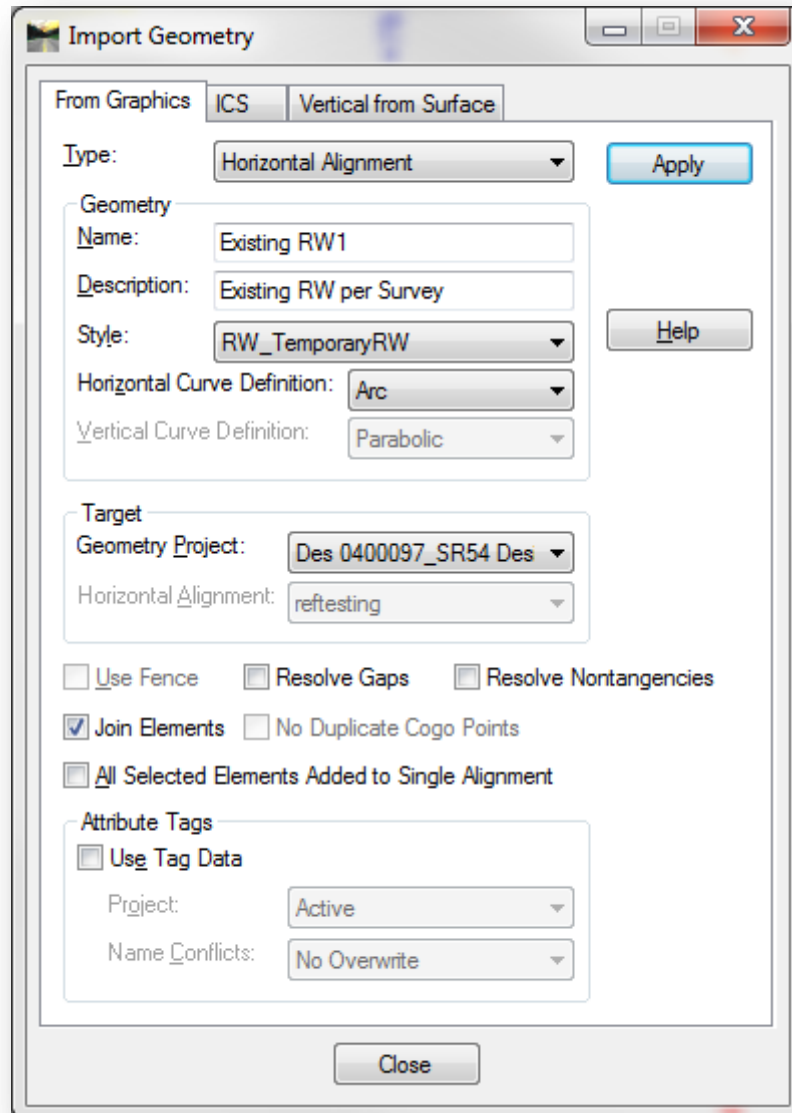 Import Geometry
From Graphics ICS Vertical from Surface
Type: Horizontal Alignment Apply
Geometry
Name: Existing RW1
Description: Existing RW per Survey
Style: RW_TemporaryRW Help
Horizontal Curve Definition: Arc
Vertical Curve Definition: Parabolic
Target
Geometry Project: Des 0400097_SR54 Des
Horizontal Alignment: reftesting
Use Fence Resolve Gaps Resolve Nontangencies
Join Elements No Duplicate Cogo Points
All Selected Elements Added to Single Alignment
Attribute Tags
Use Tag Data
Project: Active
Name Conflicts: No Overwrite
Close